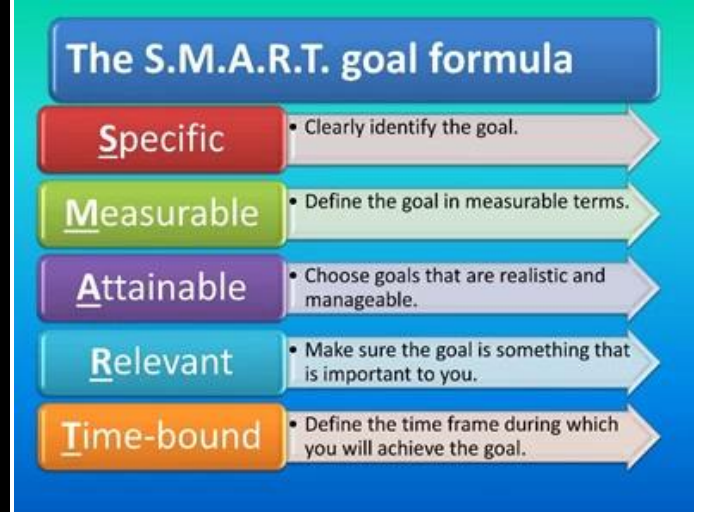 The S.M.A.R.T. goal formula
Specific
• Clearly identify the goal.
Measurable
• Define the goal in measurable terms.
Attainable
• Choose goals that are realistic and
manageable.
Relevant
• Make sure the goal is something that
is important to you.
Time-bound
• Define the time frame during which
you will achieve the goal.